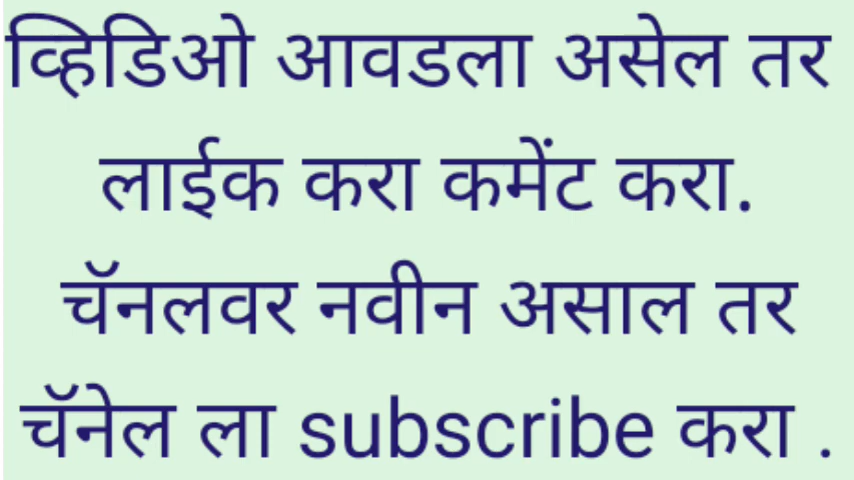 व्हिडिओ आवडला असेल तर
लाईक करा कमेंट करा.
चॅनलवर नवीन असाल तर
चॅनेल ला subscribe करा .